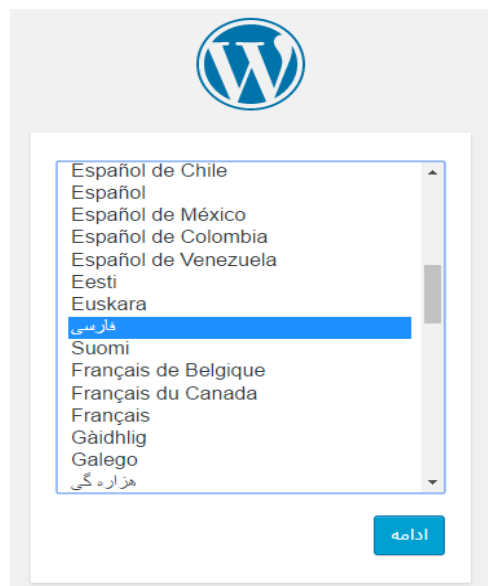 Español de Chile
Español
Español de México
Español de Colombia
Español de Venezuela
Eesti
Euskara
فارسی
Suomi
Français de Belgique
Français du Canada
Français
Gàidhlig
Galego
هزاره گی
ادامه